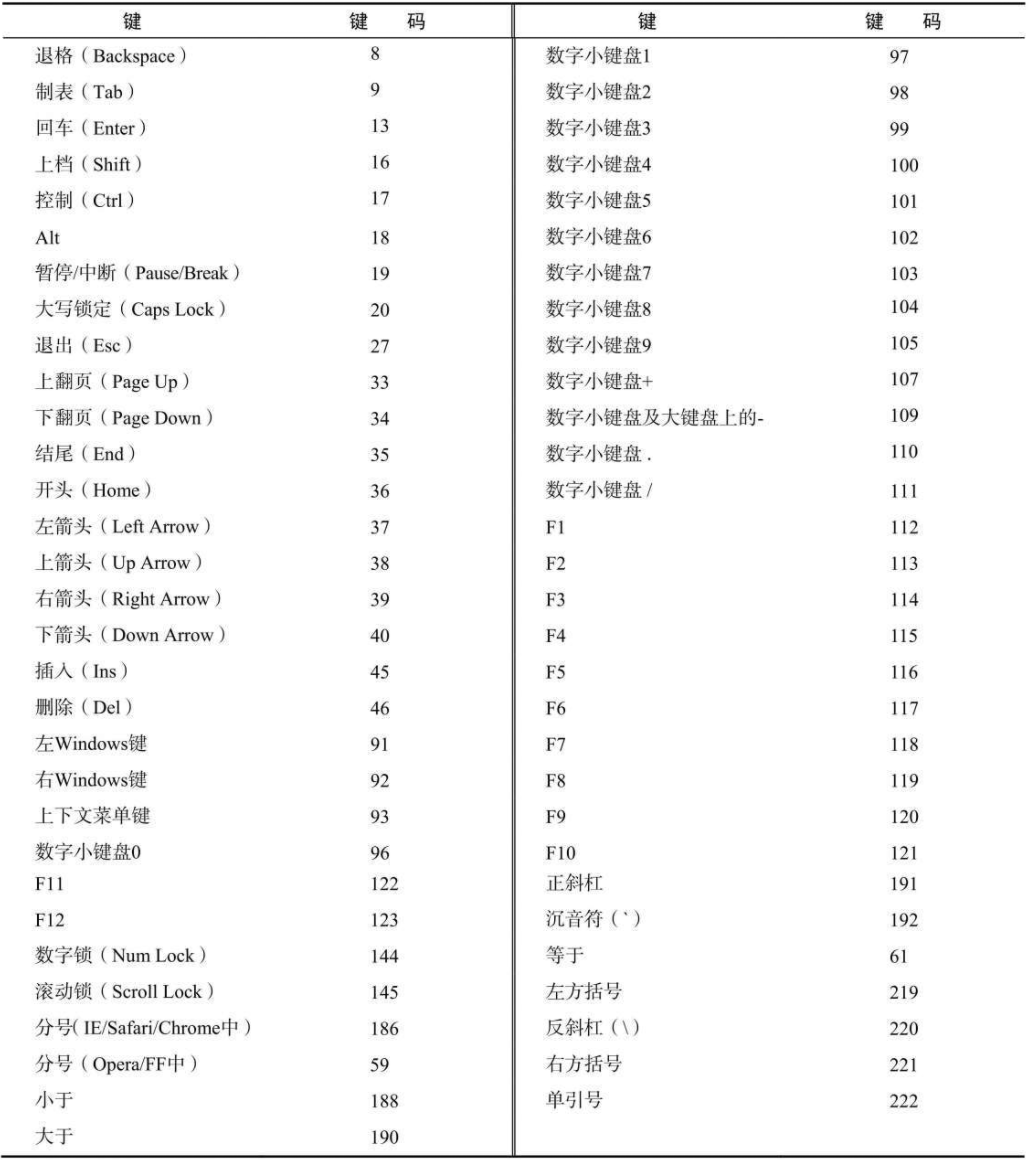 键 键 码 键 键 码
退格（Backspace） 8 数字小键盘1 97
制表（Tab） 9 数字小键盘2 98
回车（Enter） 13 数字小键盘3 99
上档（Shift） 16 数字小键盘4 100
控制（Ctrl） 17 数字小键盘5 101
Alt 18 数字小键盘6 102
暂停/中断（Pause/Break） 19 数字小键盘7 103
大写锁定（Caps Lock） 20 数字小键盘8 104
退出（Esc） 27 数字小键盘9 105
上翻页（Page Up） 33 数字小键盘+ 107
下翻页（Page Down） 34 数字小键盘及大键盘上的- 109
结尾（End） 35 数字小键盘 . 110
开头（Home） 36 数字小键盘 / 111
左箭头（Left Arrow） 37 F1 112
上箭头（Up Arrow） 38 F2 113
右箭头（Right Arrow） 39 F3 114
下箭头（Down Arrow） 40 F4 115
插入（Ins） 45 F5 116
删除（Del） 46 F6 117
左Windows键 91 F7 118
右Windows键 92 F8 119
上下文菜单键 93 F9 120
数字小键盘0 96 F10 121
F11 122 正斜杠 191
F12 123 沉音符（`） 192
数字锁（Num Lock） 144 等于 61
滚动锁（Scroll Lock） 145 左方括号 219
分号（IE/Safari/Chrome中） 186 反斜杠（\） 220
分号（Opera/FF中） 59 右方括号 221
小于 188 单引号 222
大于 190